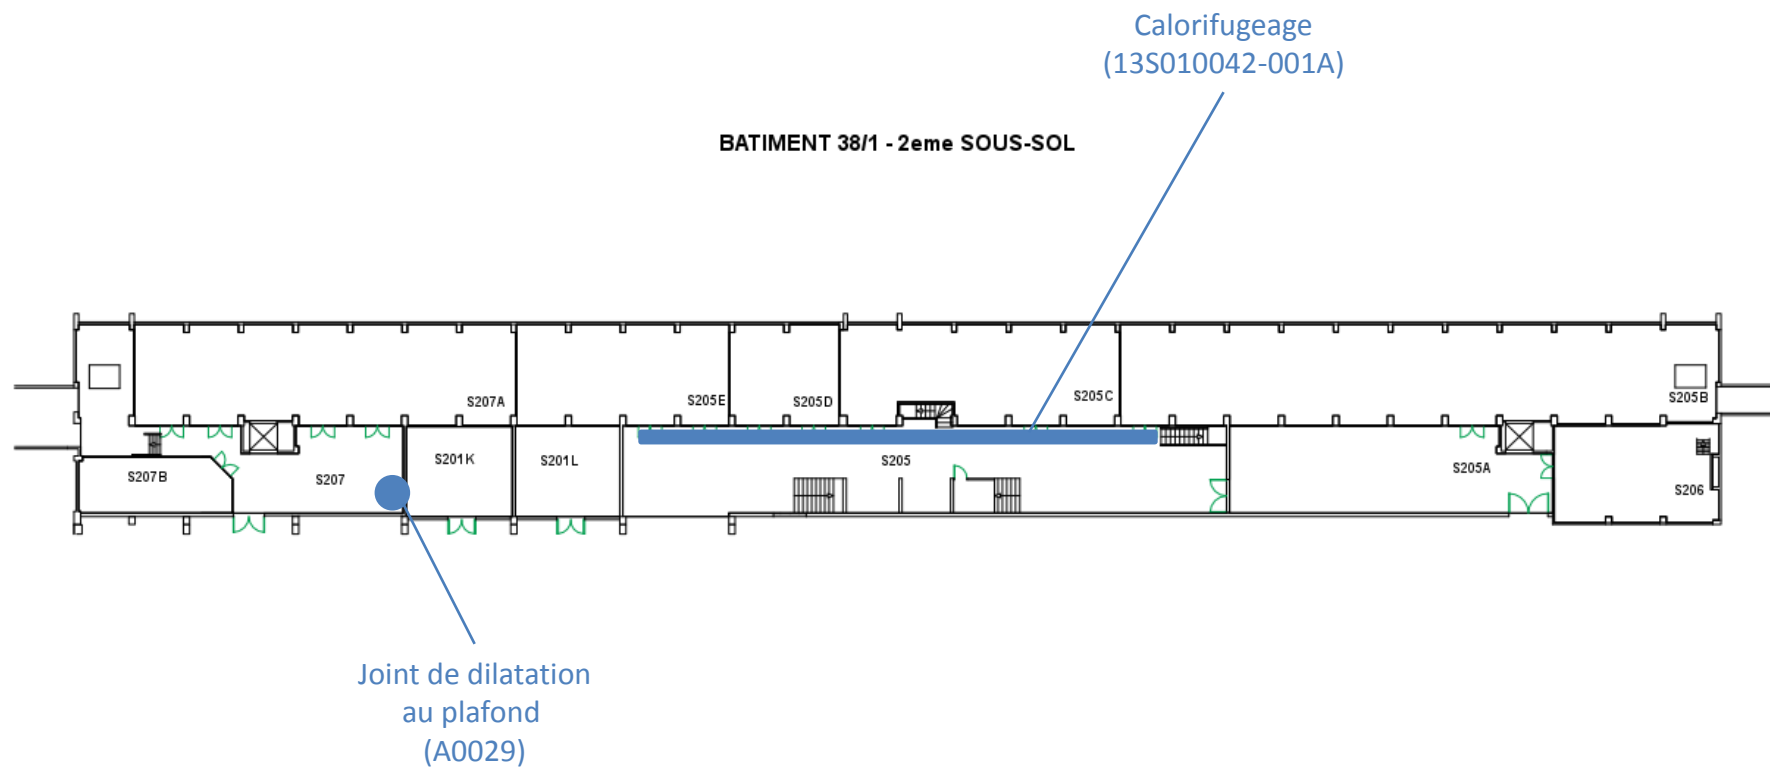 Calorifugeage
(13S010042-001A)
BATIMENT 38/1 - 2eme SOUS-SOL
S207A
S205E
S205D
S205C
S205B
S207B
S207
S201K
S201L
S205
S205A
S206
Joint de dilatation
au plafond
(A0029)